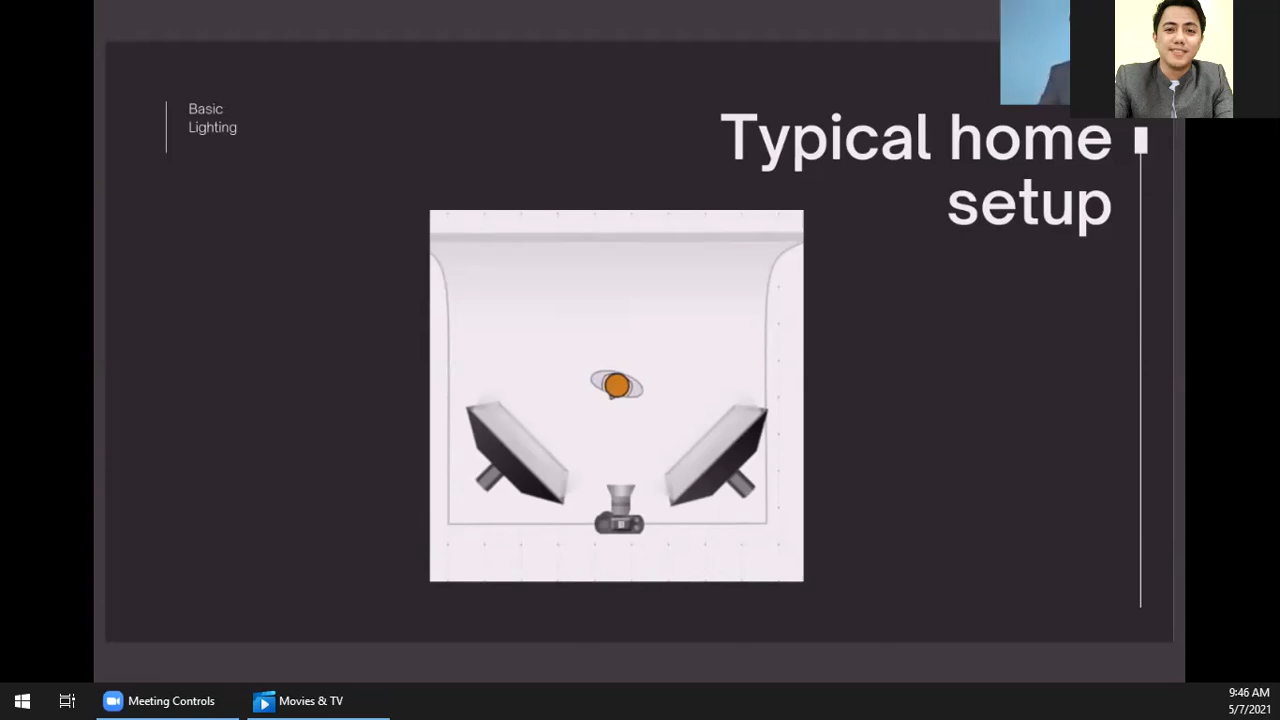 Basic
Lighting
Typical home
setup
Meeting Controls
Movies & TV
9:46 AM
5/7/2021